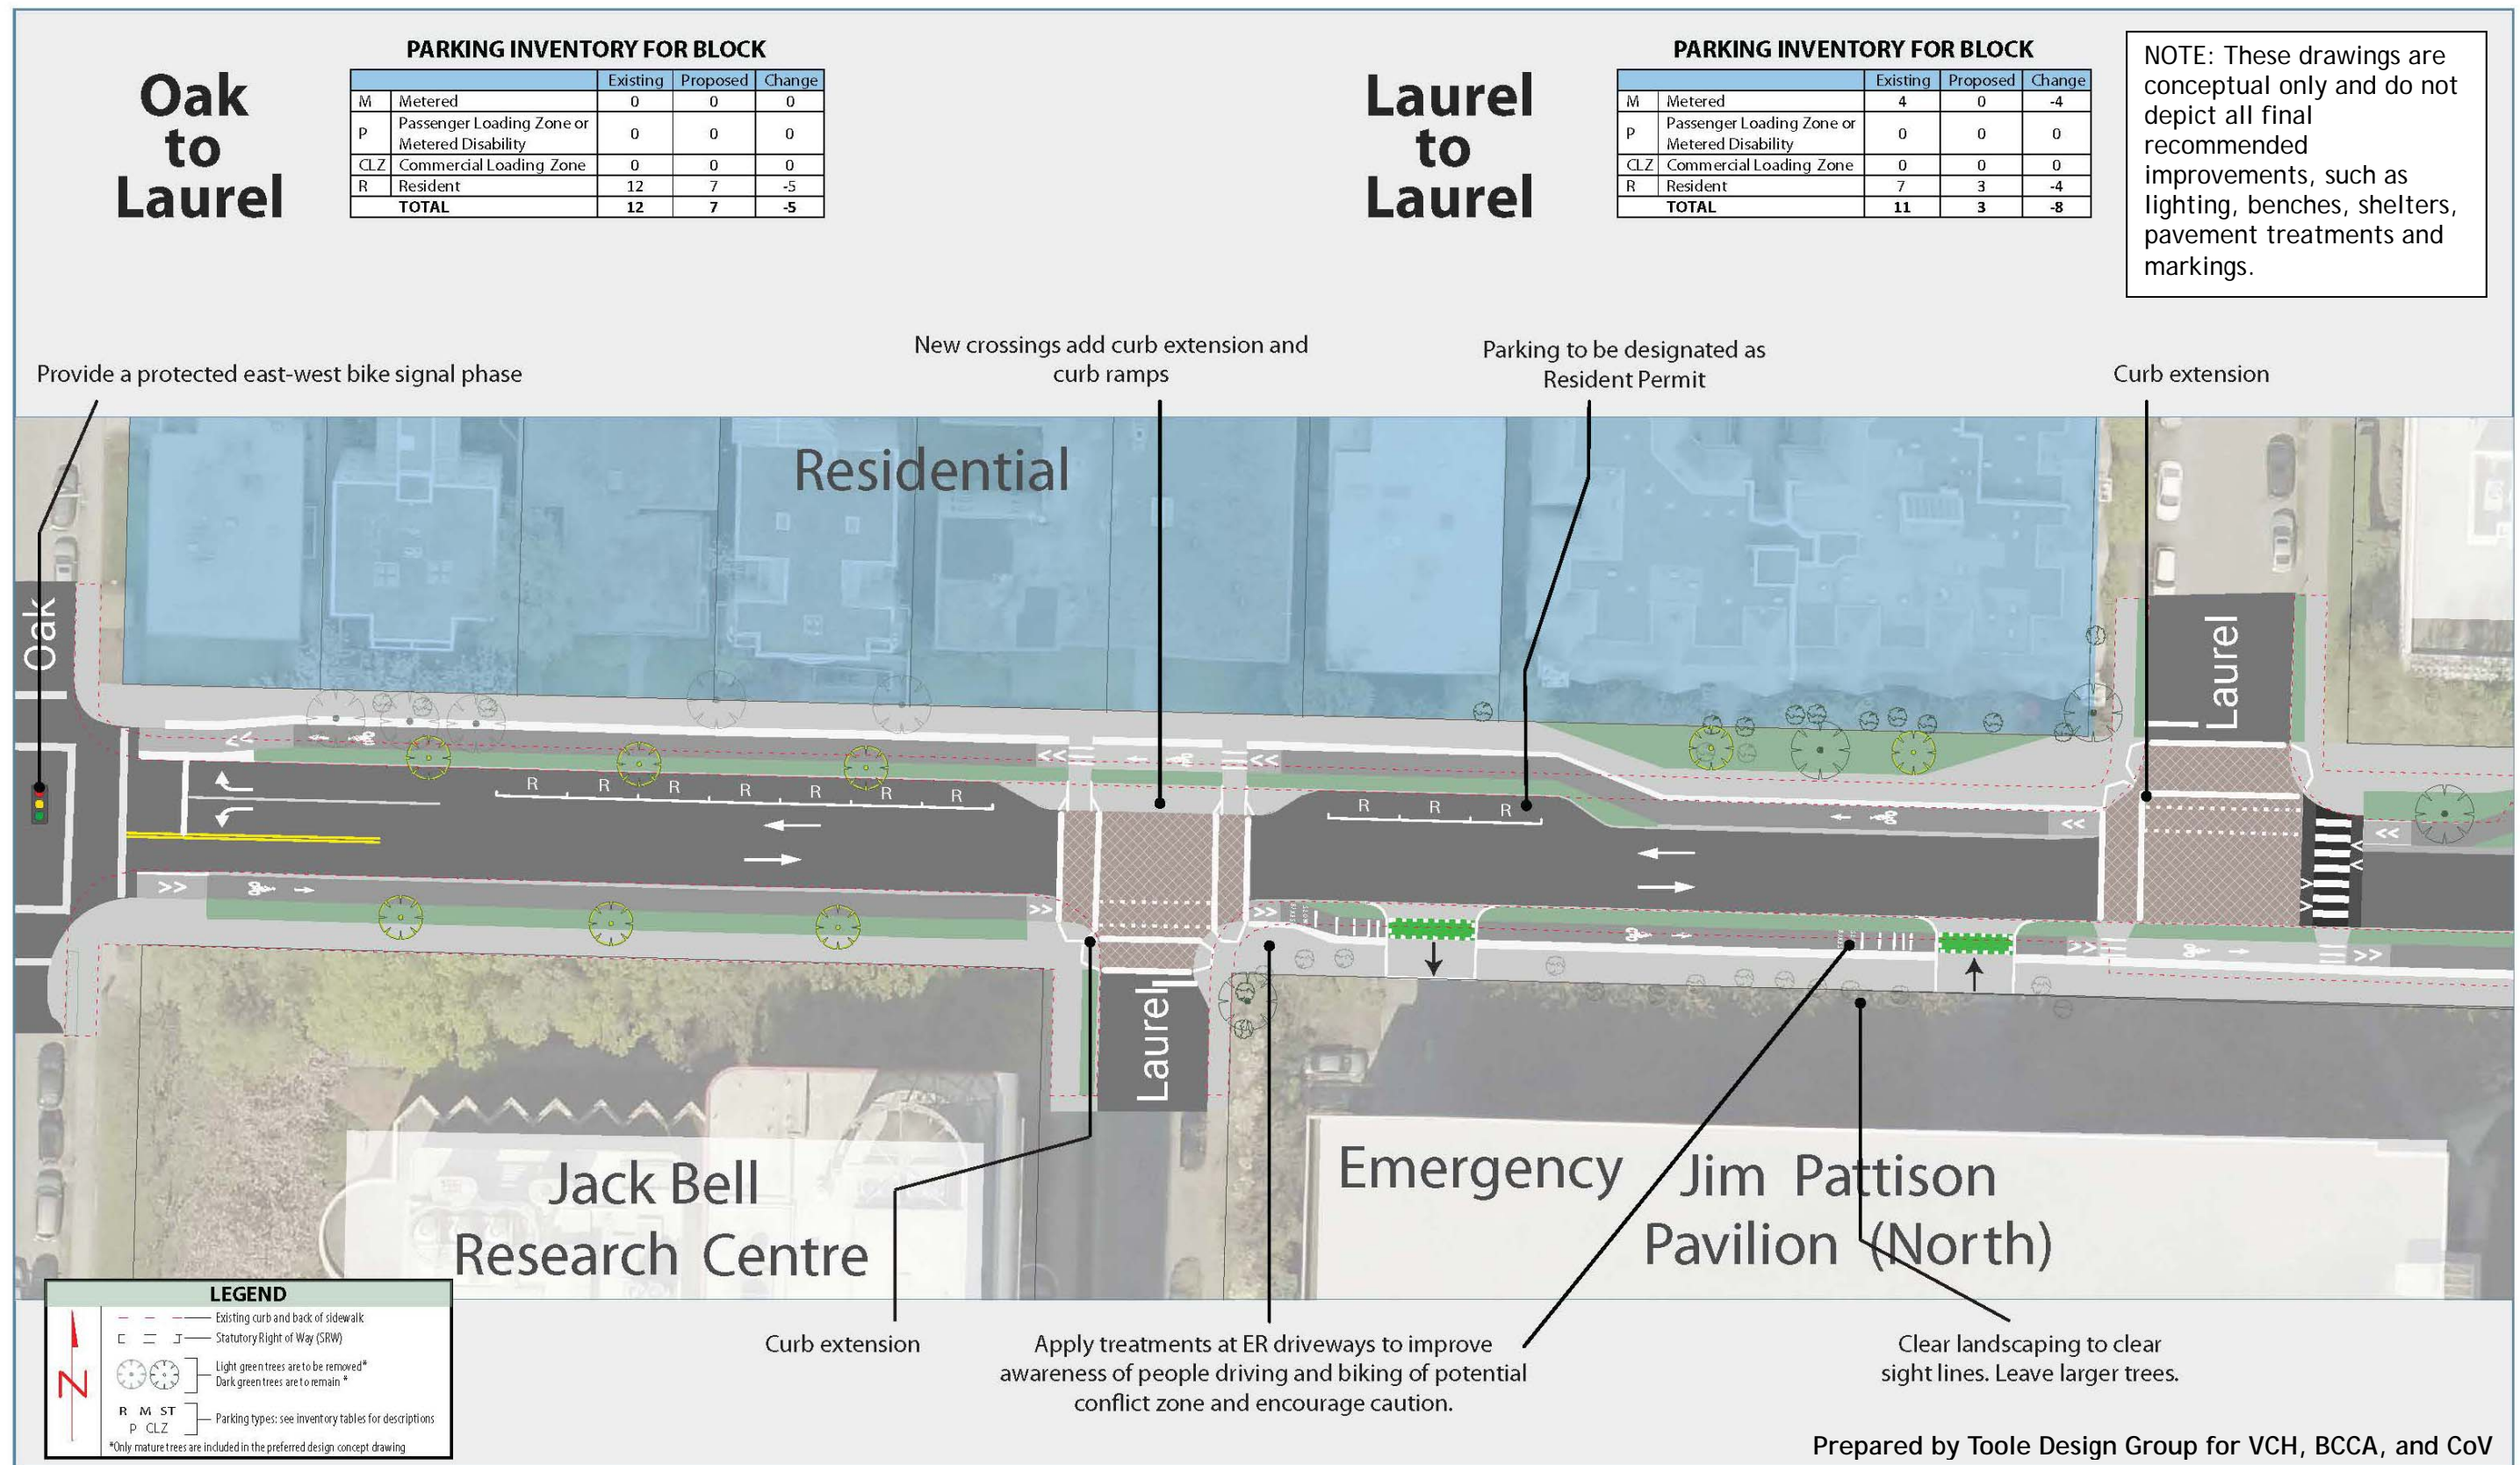 Oak
to
Laurel
PARKING INVENTORY FOR BLOCK
Existing Proposed Change
M Metered 0 0 0
P Passenger Loading Zone or
Metered Disability 0 0 0
CLZ Commercial Loading Zone 0 0 0
R Resident 12 7 -5
TOTAL 12 7 -5
Laurel
to
Laurel
PARKING INVENTORY FOR BLOCK
Existing Proposed Change
M Metered 4 0 -4
P Passenger Loading Zone or
Metered Disability 0 0 0
CLZ Commercial Loading Zone 0 0 0
R Resident 7 3 -4
TOTAL 11 3 -8
NOTE: These drawings are
conceptual only and do not
depict all final
recommended
improvements, such as
lighting, benches, shelters,
pavement treatments and
markings.
Provide a protected east-west bike signal phase
New crossings add curb extension and
curb ramps
Parking to be designated as
Resident Permit
Curb extension
Residential
Oak
Laurel
R R R R R R R
R R R
Laurel
Jack Bell
Research Centre
Emergency
Jim Pattison
Pavilion (North)
Curb extension
Apply treatments at ER driveways to improve
awareness of people driving and biking of potential
conflict zone and encourage caution.
Clear landscaping to clear
sight lines. Leave larger trees.
LEGEND
N
Existing curb and back of sidewalk
Statutory Right of Way (SRW)
Light green trees are to be removed*
Dark green trees are to remain *
R M ST
P CLZ
Parking types: see inventory tables for descriptions
*Only mature trees are included in the preferred design concept drawing
Prepared by Toole Design Group for VCH, BCCA, and CoV